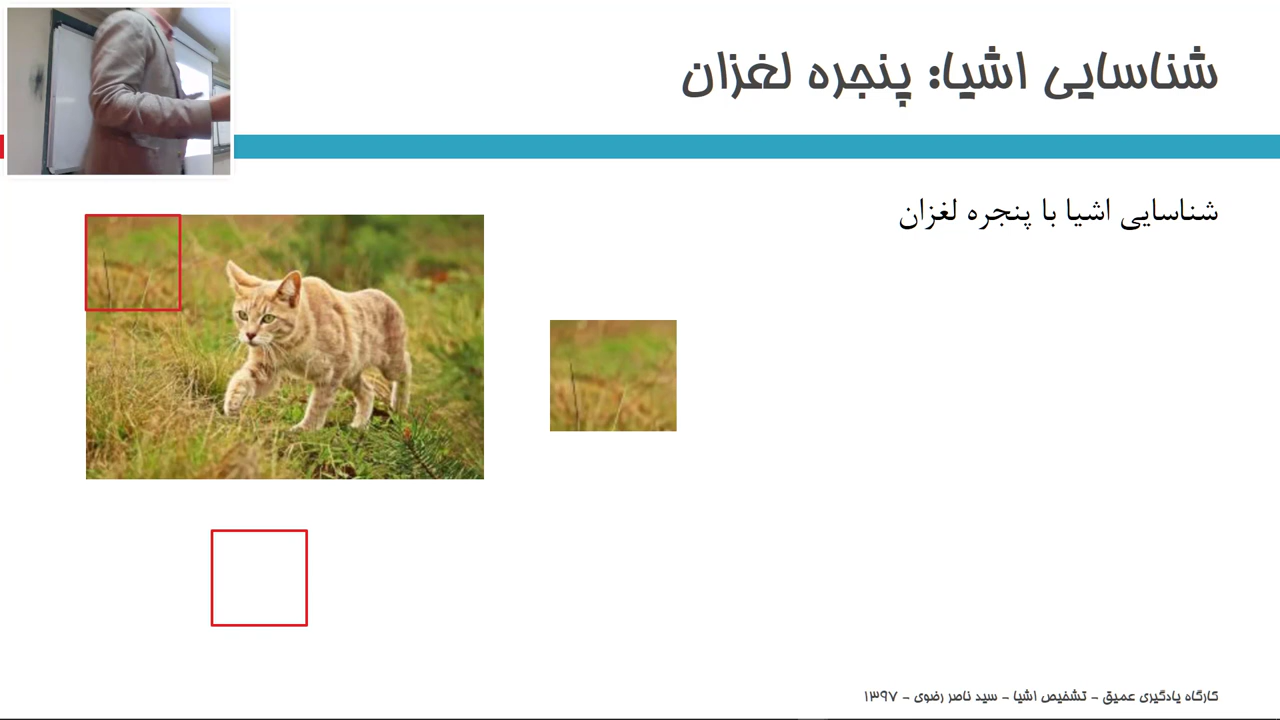 شناسایی اشیا: پنجره لغزان
شناسایی اشیا با پنجره لغزان
کارگاه یادگیری عمیق - تشخیص اشیا - سید ناصر رضوی - ۱۳۹۷